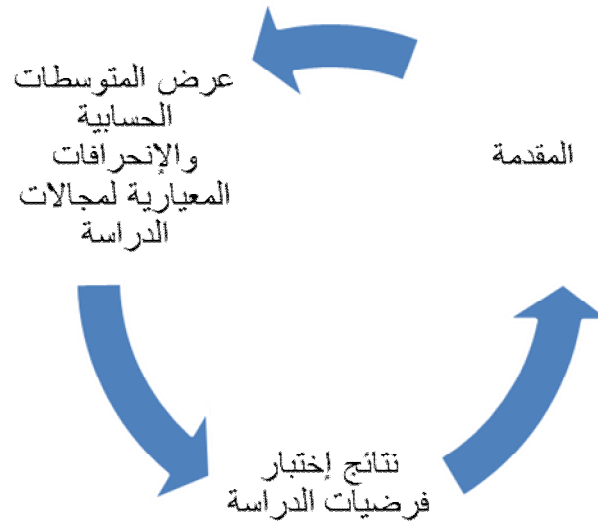 المقدمة
عرض المتوسطات
الحسابية
والإنحرافات
المعيارية لمجالات
الدراسة
نتائج إختبار
فرضيات الدراسة